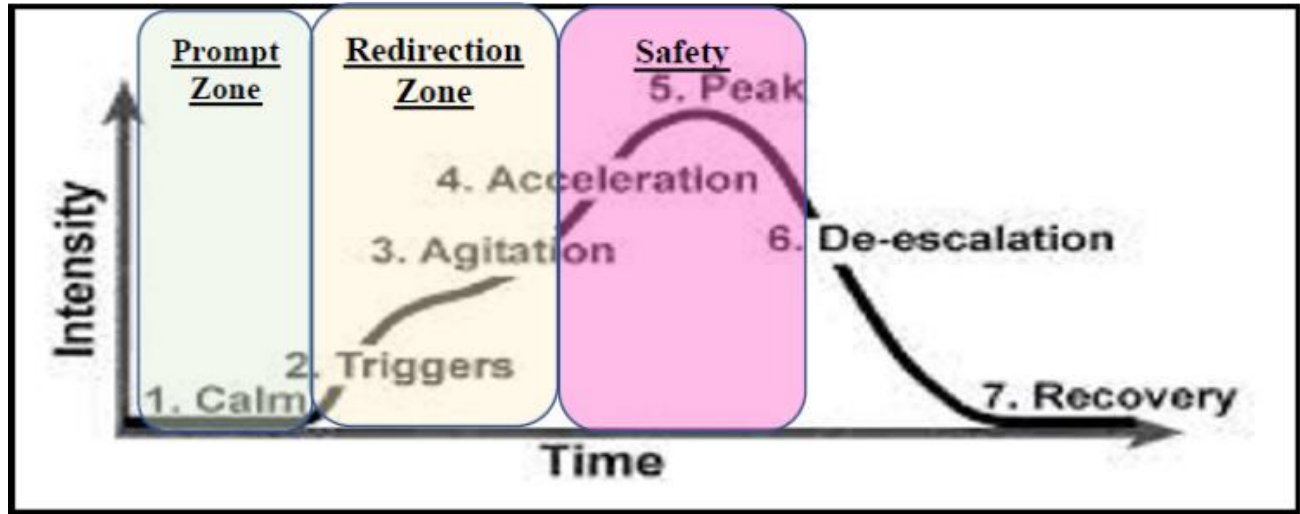 Prompt
Zone
Redirection
Zone
Safety
5. Peak
4. Acceleration
3. Agitation
6. De-escalation
2. Triggers
1. Calm
7. Recovery
Intensity
Time